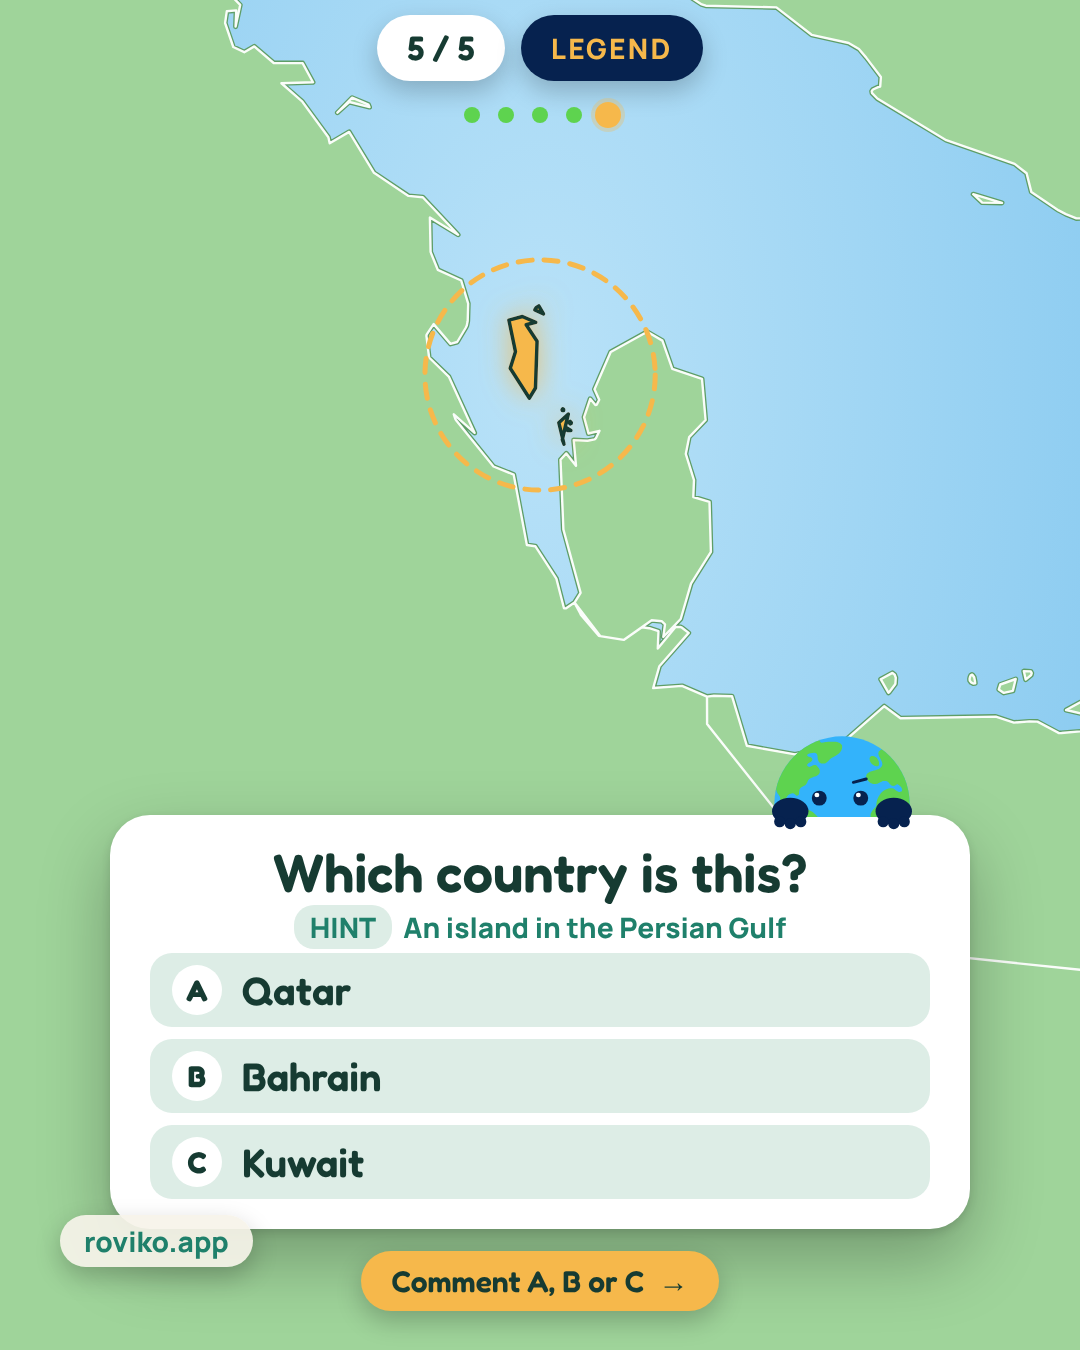 5 / 5
LEGEND
Which country is this?
HINT An island in the Persian Gulf
A Qatar
B Bahrain
C Kuwait
roviko.app
Comment A, B or C →